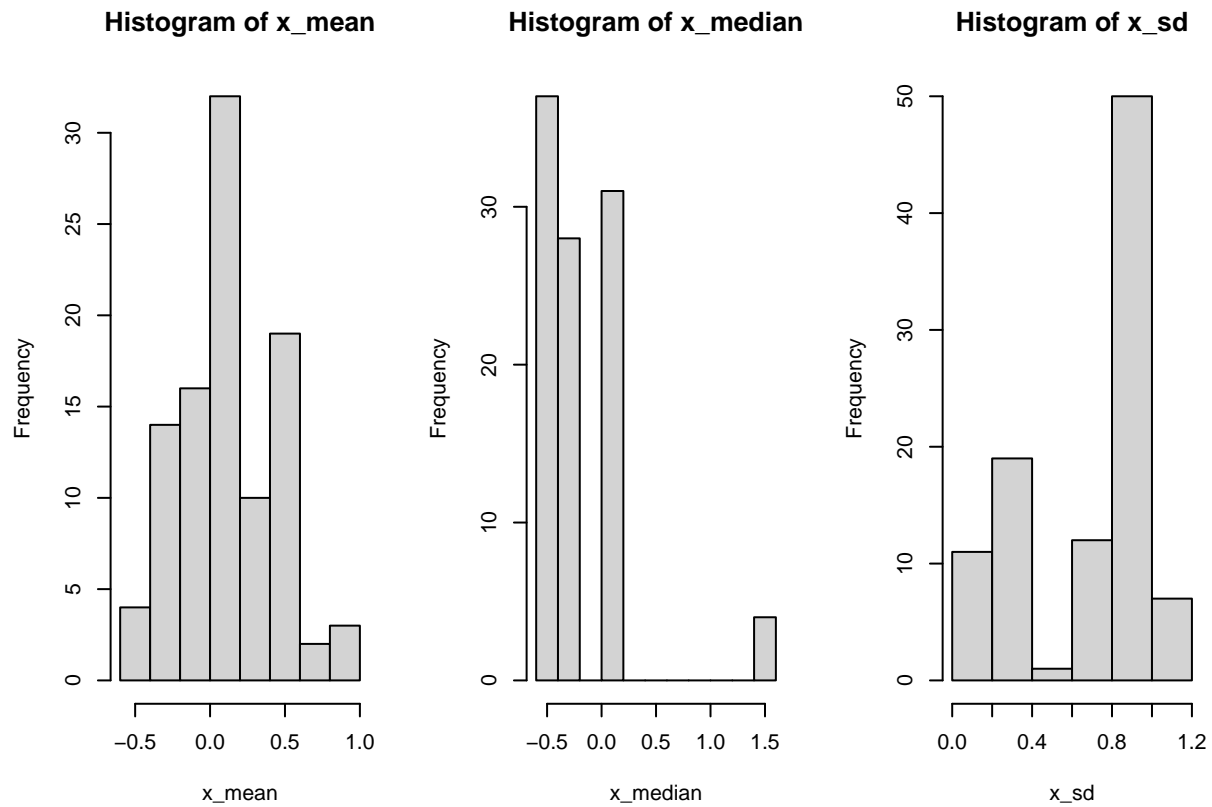 Histogram of x_mean
Frequency
0
5
10
15
20
25
30
−0.5 0.0 0.5 1.0
x_mean
Histogram of x_median
Frequency
0
10
20
30
−0.5 0.0 0.5 1.0 1.5
x_median
Histogram of x_sd
Frequency
0
10
20
30
40
50
0.0 0.4 0.8 1.2
x_sd